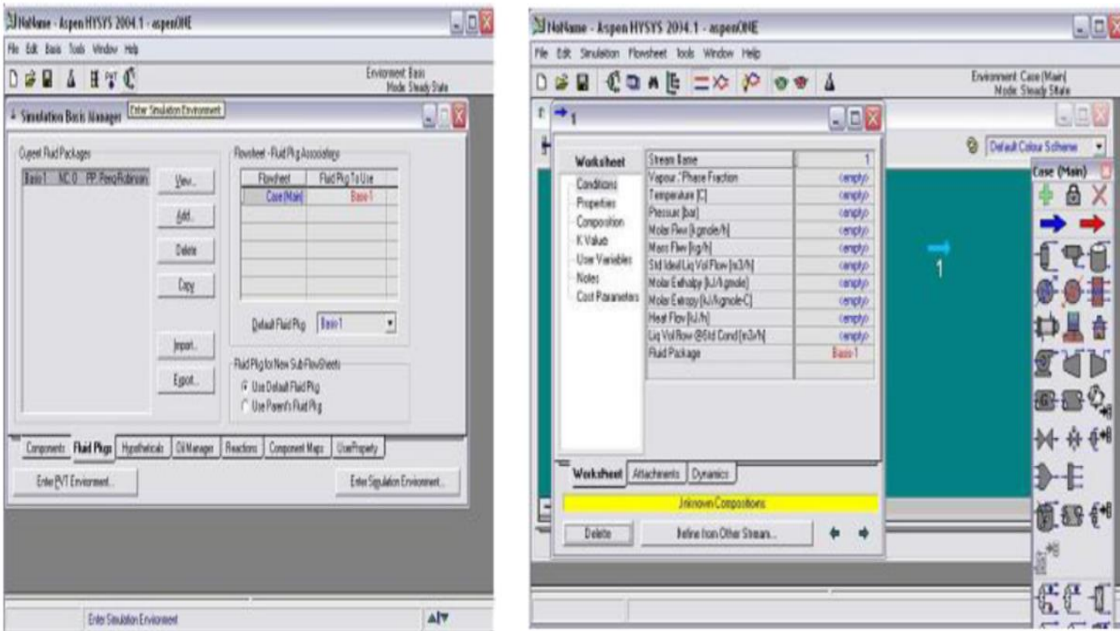 NoName - Aspen HYSYS 2004.1 - aspenONE
File Edit Basis Tools Window Help
Environment: Basis
Mode: Steady State
Enter Simulation Environment
Simulation Basis Manager
Current Fluid Packages
Basis-1 NC: 0 PP: Peng-Robinson
View...
Add...
Delete
Copy
Import...
Export...
Flowsheet - Fluid Pkg Associations
Flowsheet Fluid Pkg To Use
Case (Main) Basis-1
Default Fluid Pkg Basis-1
Fluid Pkg for New Sub-FlowSheets
Use Default Fluid Pkg
Use Parent's Fluid Pkg
Components Fluid Pkgs Hypotheticals Oil Manager Reactions Component Maps UserProperty
Enter PVT Environment...
Enter Simulation Environment...
Enter Simulation Environment
NoName - Aspen HYSYS 2004.1 - aspenONE
File Edit Simulation Flowsheet Tools Window Help
Environment: Case (Main)
Mode: Steady State
1
Default Colour Scheme
Case (Main)
Worksheet
Conditions
Properties
Composition
K Value
User Variables
Notes
Cost Parameters
Stream Name 1
Vapour / Phase Fraction <empty>
Temperature [C] <empty>
Pressure [bar] <empty>
Molar Flow [kgmole/h] <empty>
Mass Flow [kg/h] <empty>
Std Ideal Liq Vol Flow [m3/h] <empty>
Molar Enthalpy [kJ/kgmole] <empty>
Molar Entropy [kJ/kgmole-C] <empty>
Heat Flow [kJ/h] <empty>
Liq Vol Flow @Std Cond [m3/h] <empty>
Fluid Package Basis-1
1
Worksheet Attachments Dynamics
Unknown Compositions
Delete
Define from Other Stream...